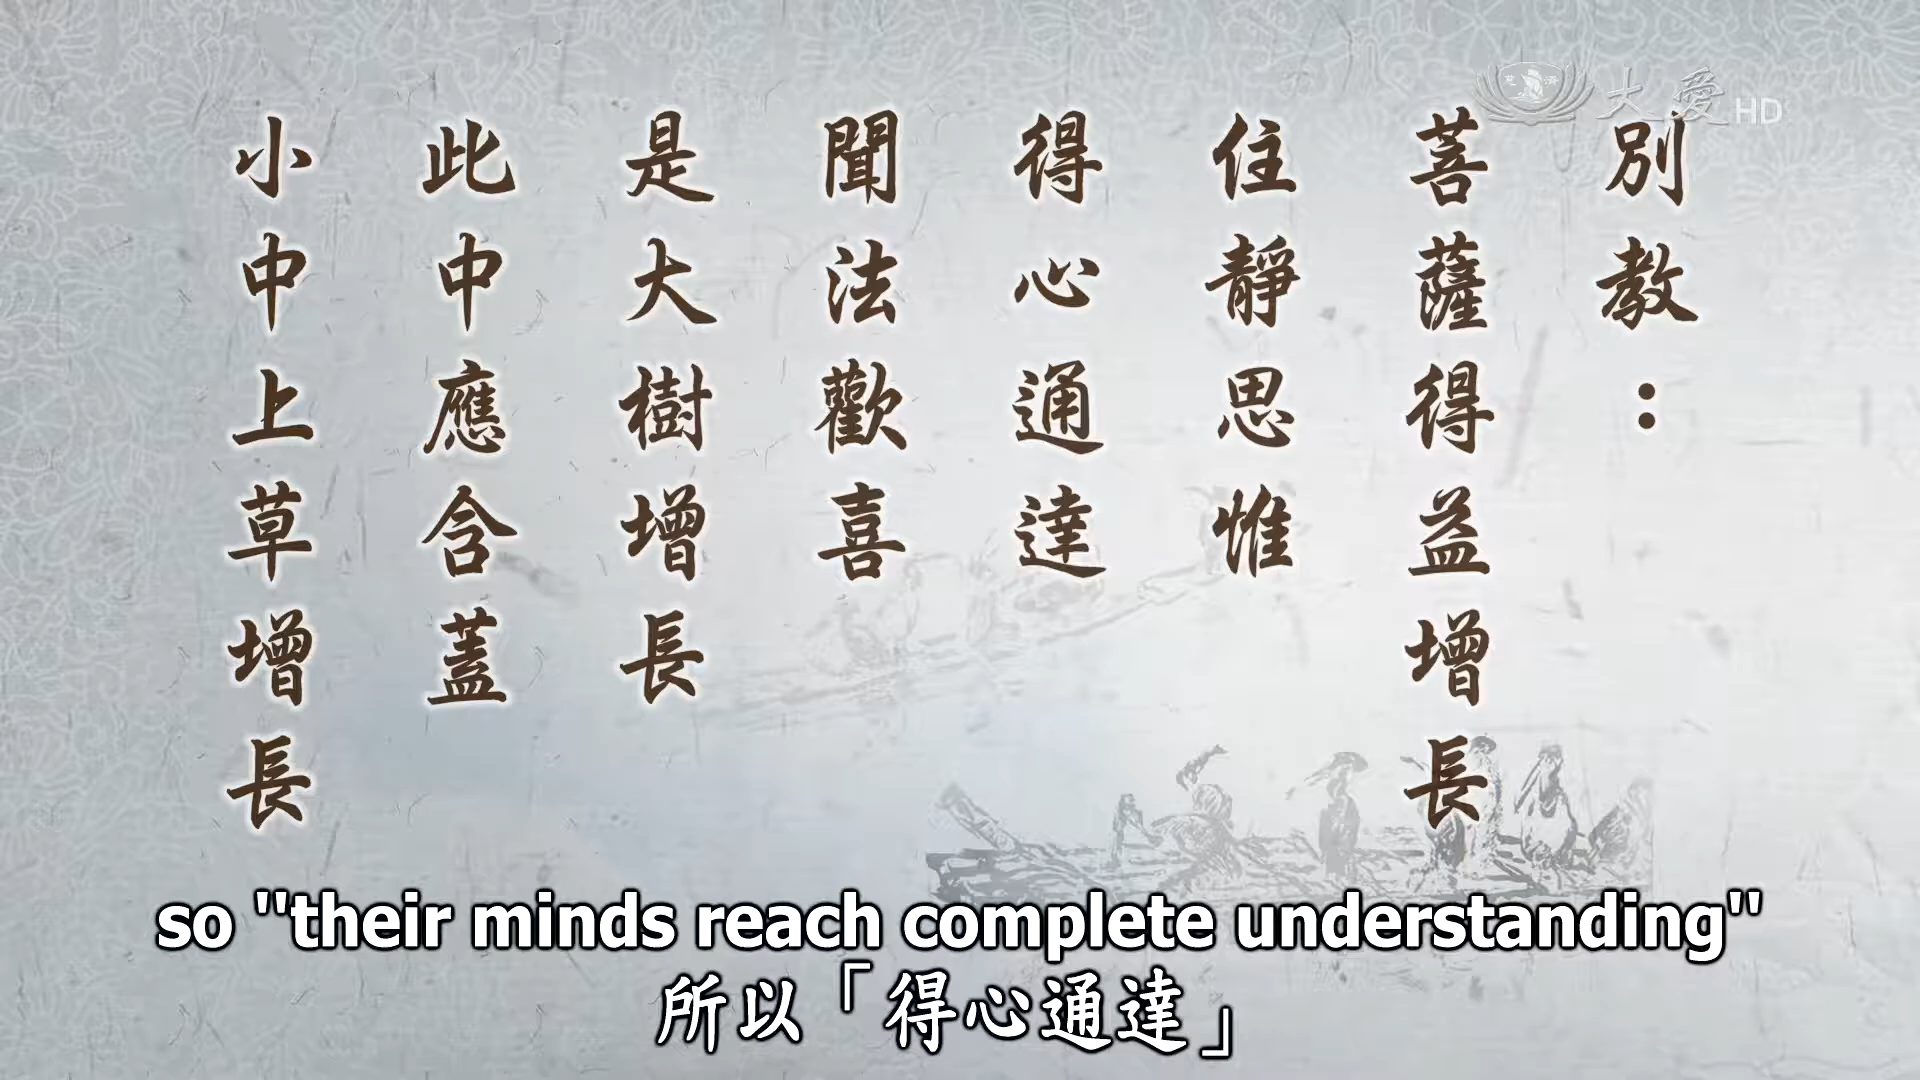 大愛HD
別教：
菩薩得益增長
住靜思惟
得心通達
聞法歡喜
是大樹增長
此中應含蓋
小中上草增長
so "their minds reach complete understanding"
所以「得心通達」